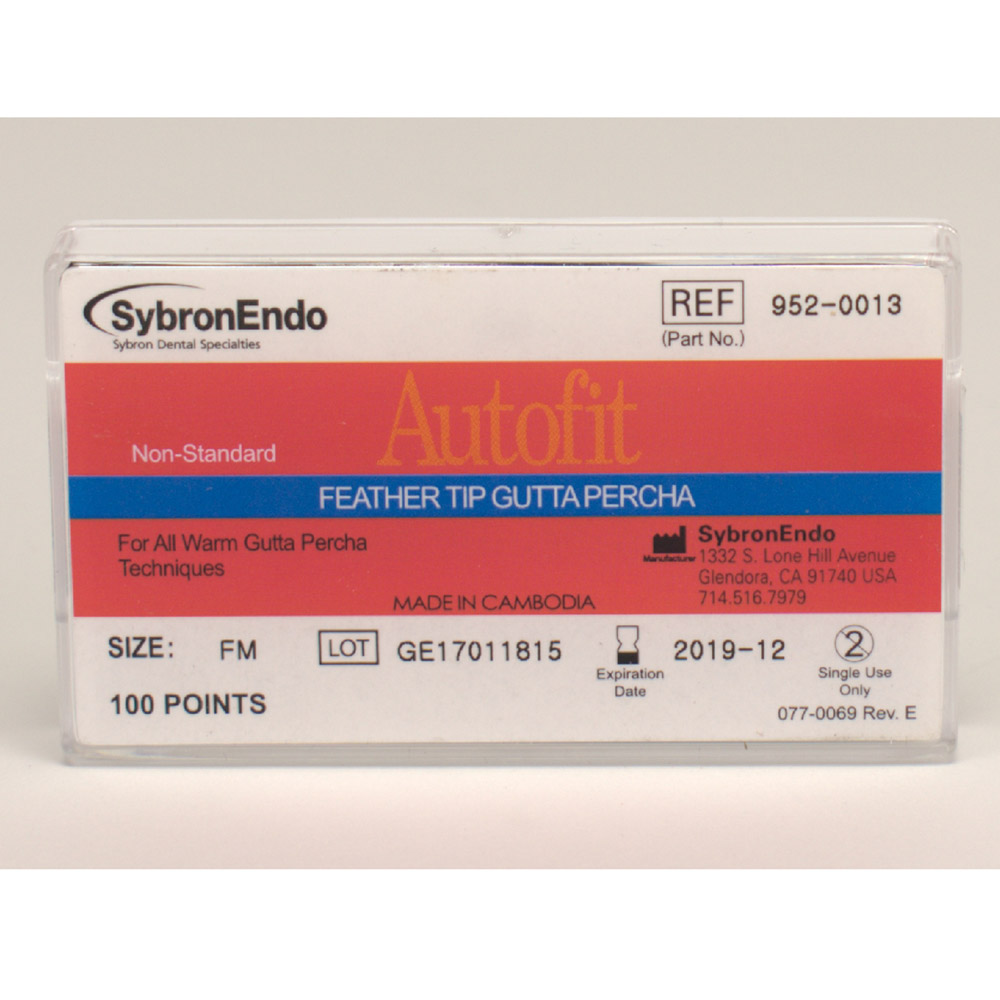 SybronEndo
Sybron Dental Specialties
REF 952-0013
(Part No.)
Autofit
Non-Standard
FEATHER TIP GUTTA PERCHA
For All Warm Gutta Percha
Techniques
Manufacturer
SybronEndo
1332 S. Lone Hill Avenue
Glendora, CA 91740 USA
714.516.7979
MADE IN CAMBODIA
SIZE: FM LOT GE17011815 2019-12 2
Expiration
Date
Single Use
Only
100 POINTS
077-0069 Rev. E